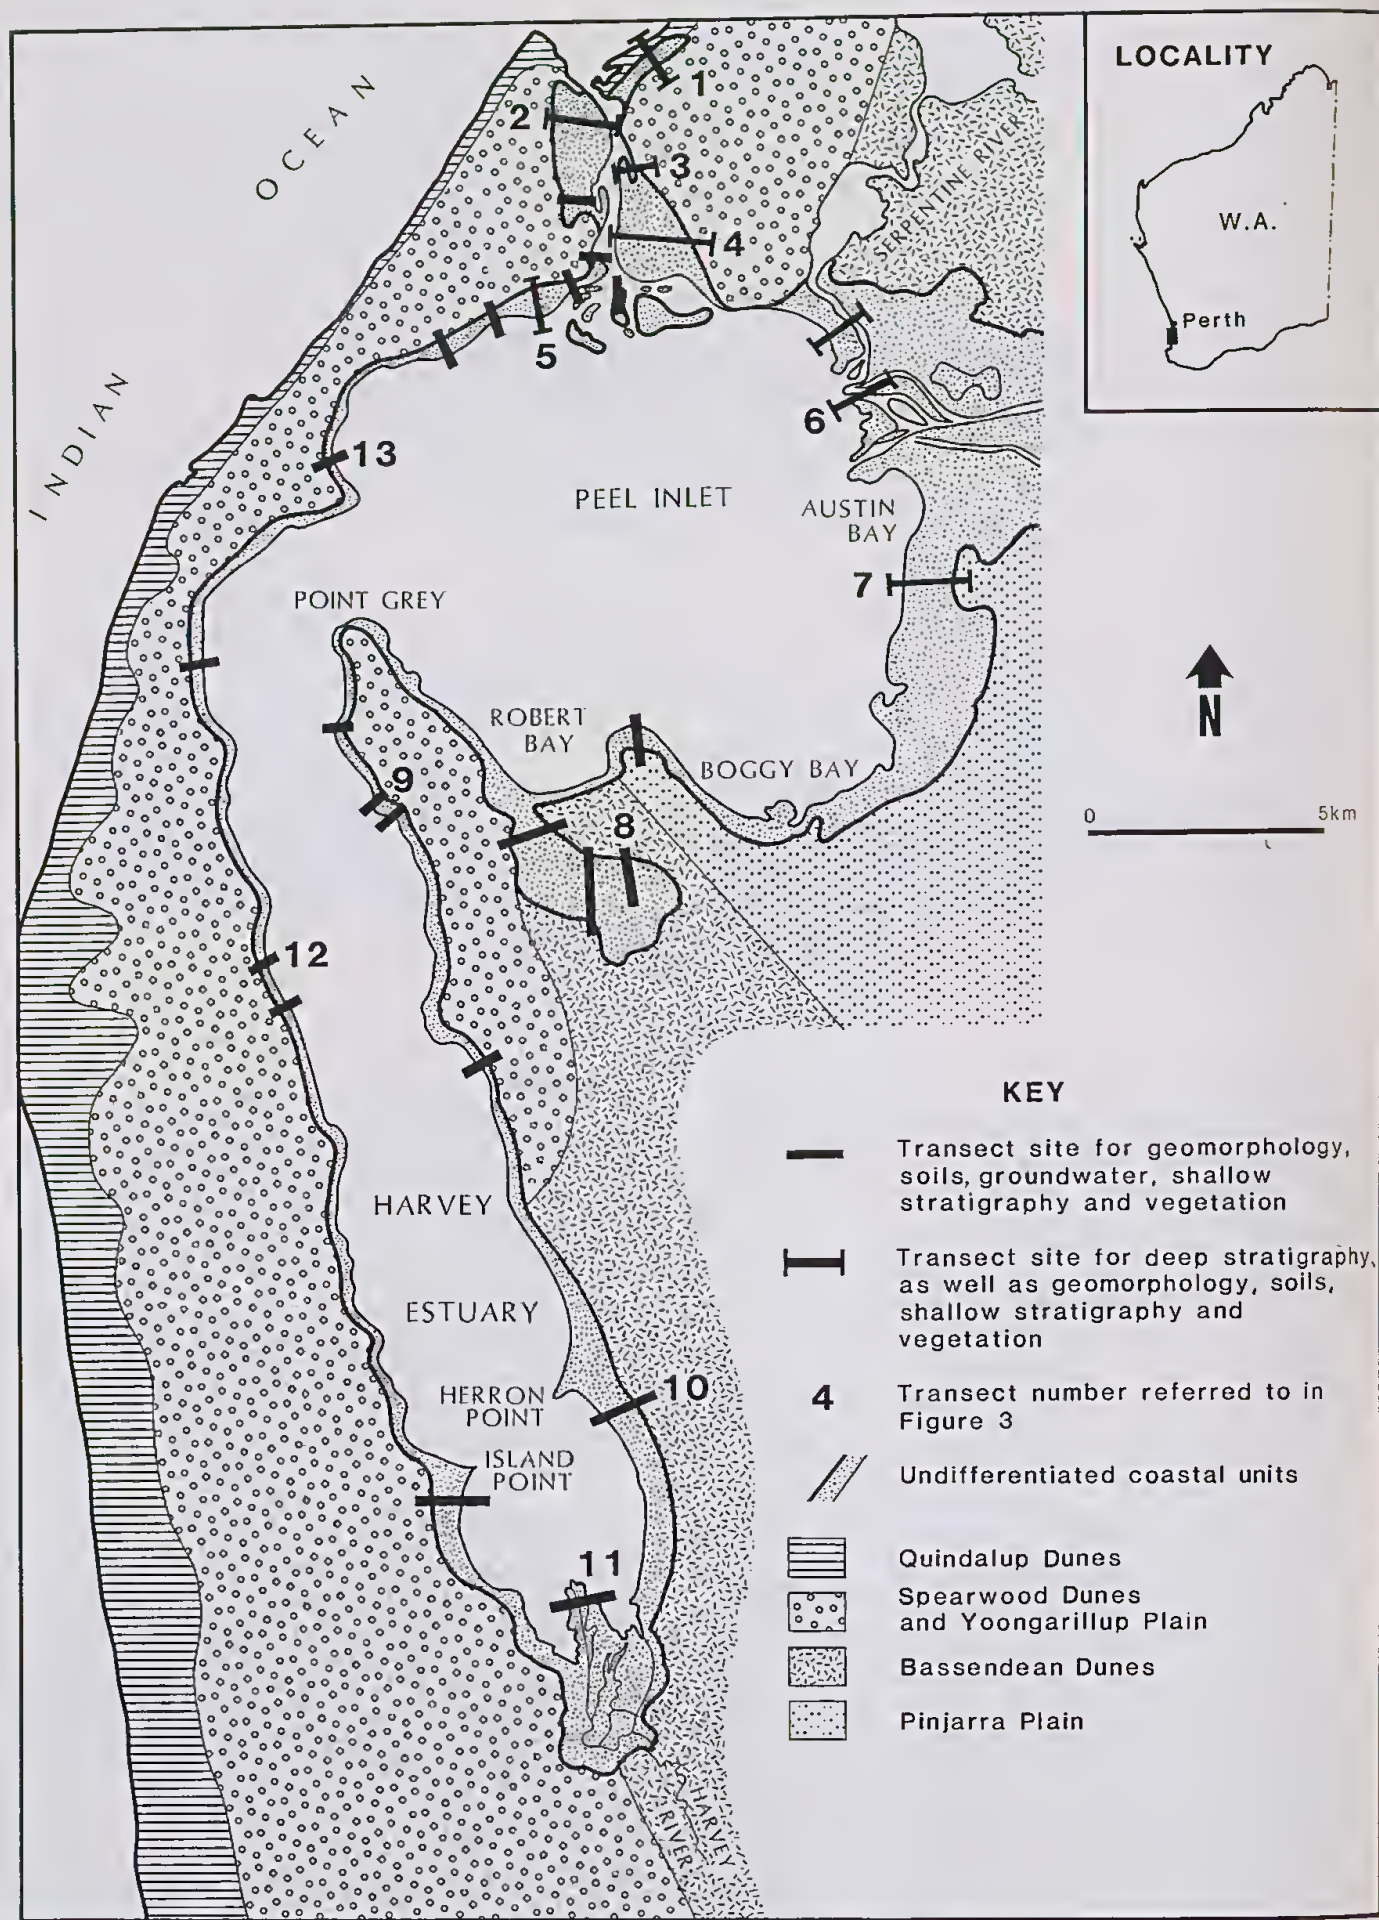 LOCALITY
W.A.
Perth
OCEAN
INDIAN
1
2
3
4
SERPENTINE RIVER
5
6
13
PEEL INLET
AUSTIN
BAY
7
POINT GREY
N
ROBERT
BAY
BOGGY BAY
0 5km
9
8
12
HARVEY
ESTUARY
HERRON
POINT
10
ISLAND
POINT
11
HARVEY
RIVER
KEY
Transect site for geomorphology,
soils, groundwater, shallow
stratigraphy and vegetation
Transect site for deep stratigraphy,
as well as geomorphology, soils,
shallow stratigraphy and
vegetation
4 Transect number referred to in
Figure 3
Undifferentiated coastal units
Quindalup Dunes
Spearwood Dunes
and Yoongarillup Plain
Bassendean Dunes
Pinjarra Plain